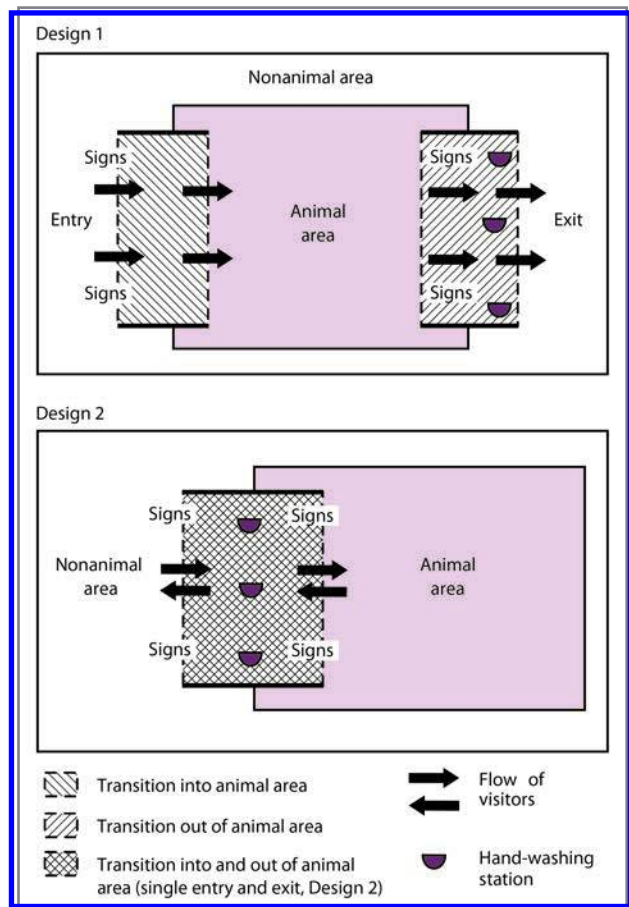 Design 1
Nonanimal area
Signs
Signs
Entry
Animal
area
Exit
Signs
Signs
Design 2
Signs
Signs
Nonanimal
area
Animal
area
Signs
Signs
Transition into animal area
Transition out of animal area
Transition into and out of animal
area (single entry and exit, Design 2)
Flow of
visitors
Hand-washing
station